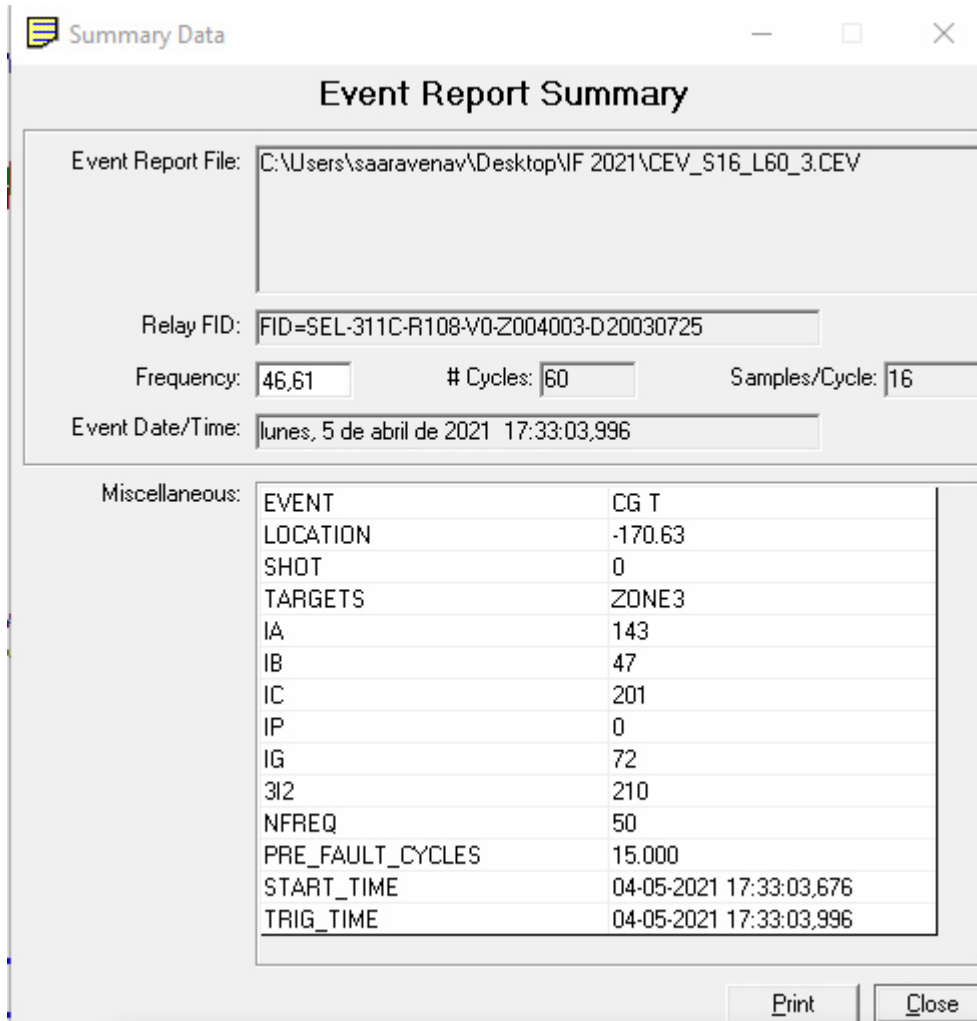 Summary Data
Event Report Summary
Event Report File: C:\Users\saaravenav\Desktop\IF 2021\CEV_S16_L60_3.CEV
Relay FID: FID=SEL-311C-R108-V0-Z004003-D20030725
Frequency: 46,61 # Cycles: 60 Samples/Cycle: 16
Event Date/Time: lunes, 5 de abril de 2021 17:33:03,996
Miscellaneous:
EVENT CG T
LOCATION -170.63
SHOT 0
TARGETS ZONE3
IA 143
IB 47
IC 201
IP 0
IG 72
3I2 210
NFREQ 50
PRE_FAULT_CYCLES 15.000
START_TIME 04-05-2021 17:33:03,676
TRIG_TIME 04-05-2021 17:33:03,996
Print Close